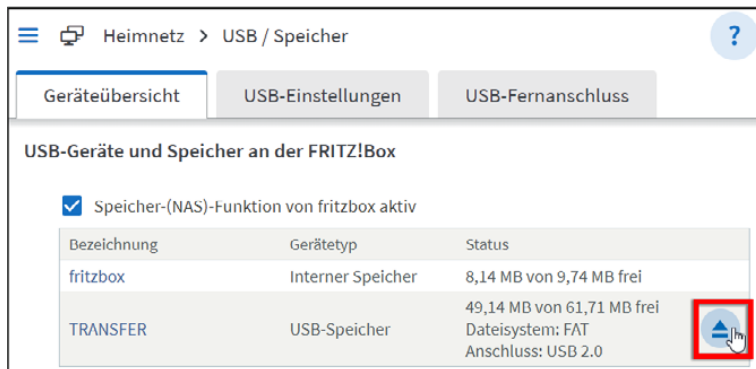 Heimnetz > USB / Speicher
?
Geräteübersicht USB-Einstellungen USB-Fernanschluss
USB-Geräte und Speicher an der FRITZ!Box
Speicher-(NAS)-Funktion von fritzbox aktiv
Bezeichnung Gerätetyp Status
fritzbox Interner Speicher 8,14 MB von 9,74 MB frei
TRANSFER USB-Speicher 49,14 MB von 61,71 MB frei
Dateisystem: FAT
Anschluss: USB 2.0